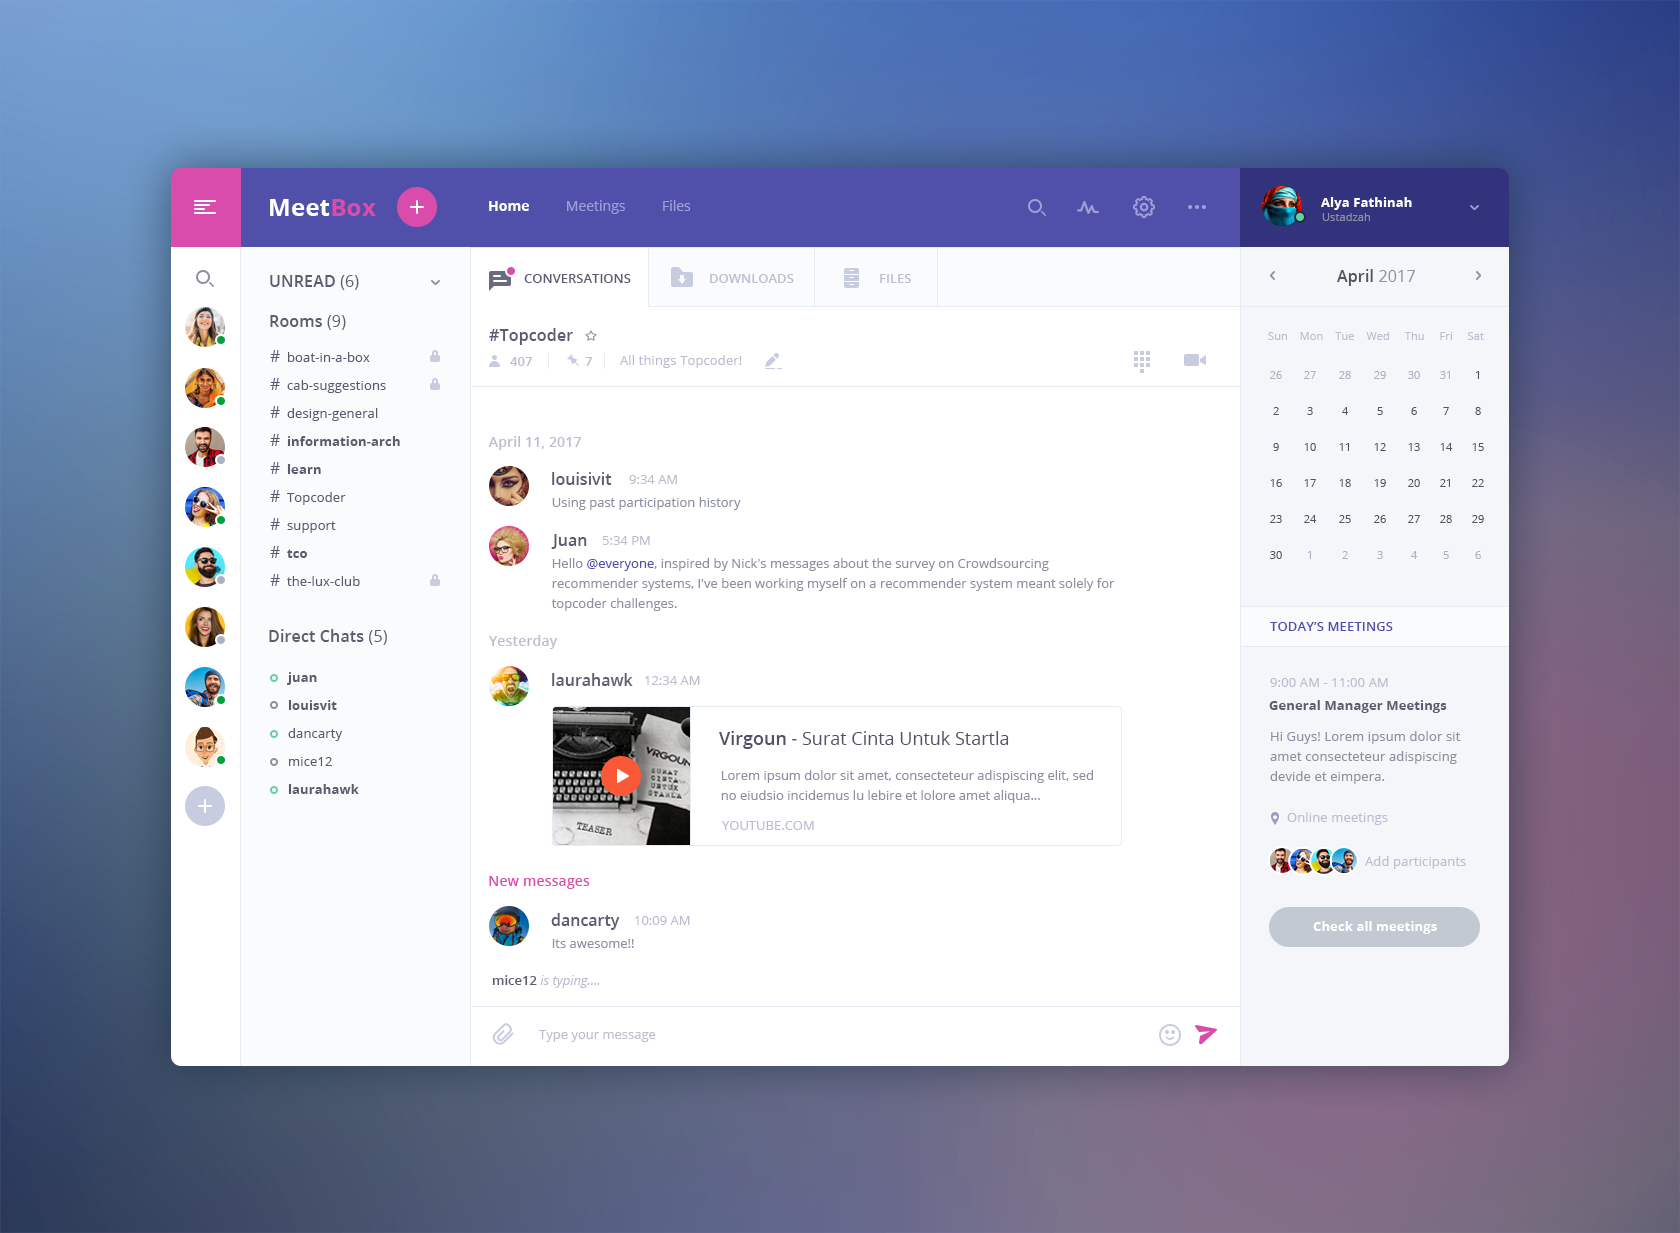 MeetBox
Home Meetings Files
Alya Fathinah
Ustadzah
UNREAD (6)
Rooms (9)
# boat-in-a-box
# cab-suggestions
# design-general
# information-arch
# learn
# Topcoder
# support
# tco
# the-lux-club
Direct Chats (5)
juan
louisvit
dancarty
mice12
laurahawk
CONVERSATIONS DOWNLOADS FILES
#Topcoder
407 7 All things Topcoder!
April 11, 2017
louisivit 9:34 AM
Using past participation history
Juan 5:34 PM
Hello @everyone, inspired by Nick's messages about the survey on Crowdsourcing
recommender systems, I've been working myself on a recommender system meant solely for
topcoder challenges.
Yesterday
laurahawk 12:34 AM
VIRGOUN
SURAT
CINTA
UNTUK
STARLA
TEASER
Virgoun - Surat Cinta Untuk Startla
Lorem ipsum dolor sit amet, consecteteur adispiscing elit, sed
no eiudsio incidemus lu lebire et lolore amet aliqua...
YOUTUBE.COM
New messages
dancarty 10:09 AM
Its awesome!!
mice12 is typing....
Type your message
April 2017
Sun Mon Tue Wed Thu Fri Sat
26 27 28 29 30 31 1
2 3 4 5 6 7 8
9 10 11 12 13 14 15
16 17 18 19 20 21 22
23 24 25 26 27 28 29
30 1 2 3 4 5 6
TODAY'S MEETINGS
9:00 AM - 11:00 AM
General Manager Meetings
Hi Guys! Lorem ipsum dolor sit
amet consecteteur adispiscing
devide et eimpera.
Online meetings
Add participants
Check all meetings